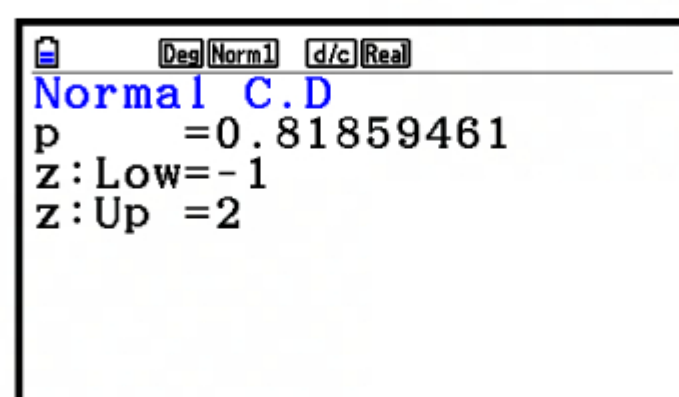 Deg Norm1 d/c Real
Normal C.D
p =0.81859461
z:Low=-1
z:Up =2